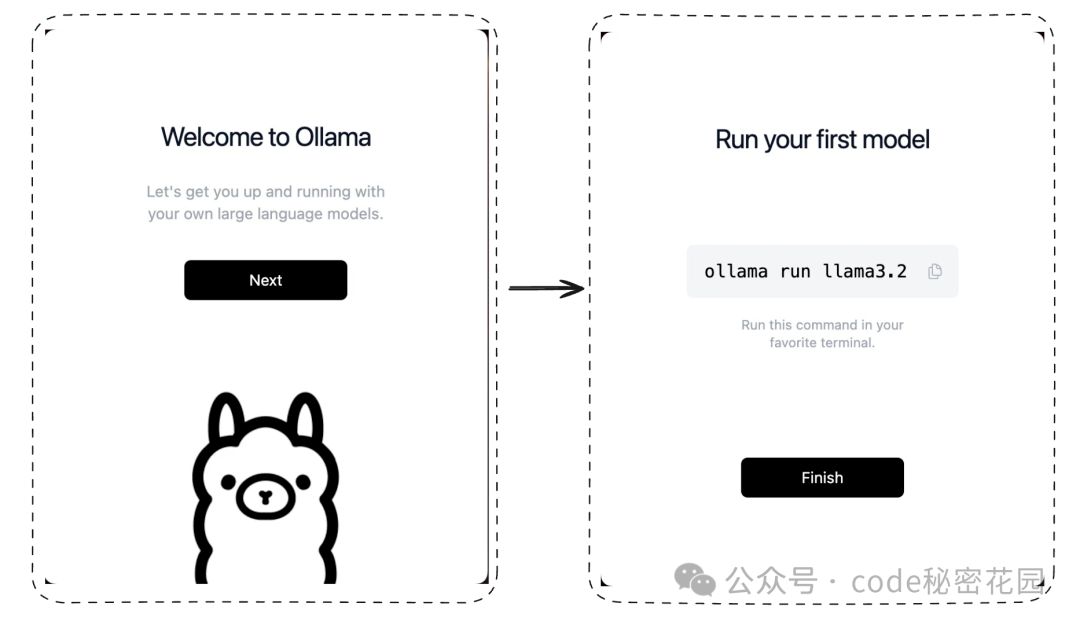 Welcome to Ollama
Let's get you up and running with
your own large language models.
Next
Run your first model
ollama run llama3.2
Run this command in your
favorite terminal.
Finish
公众号 · code秘密花园